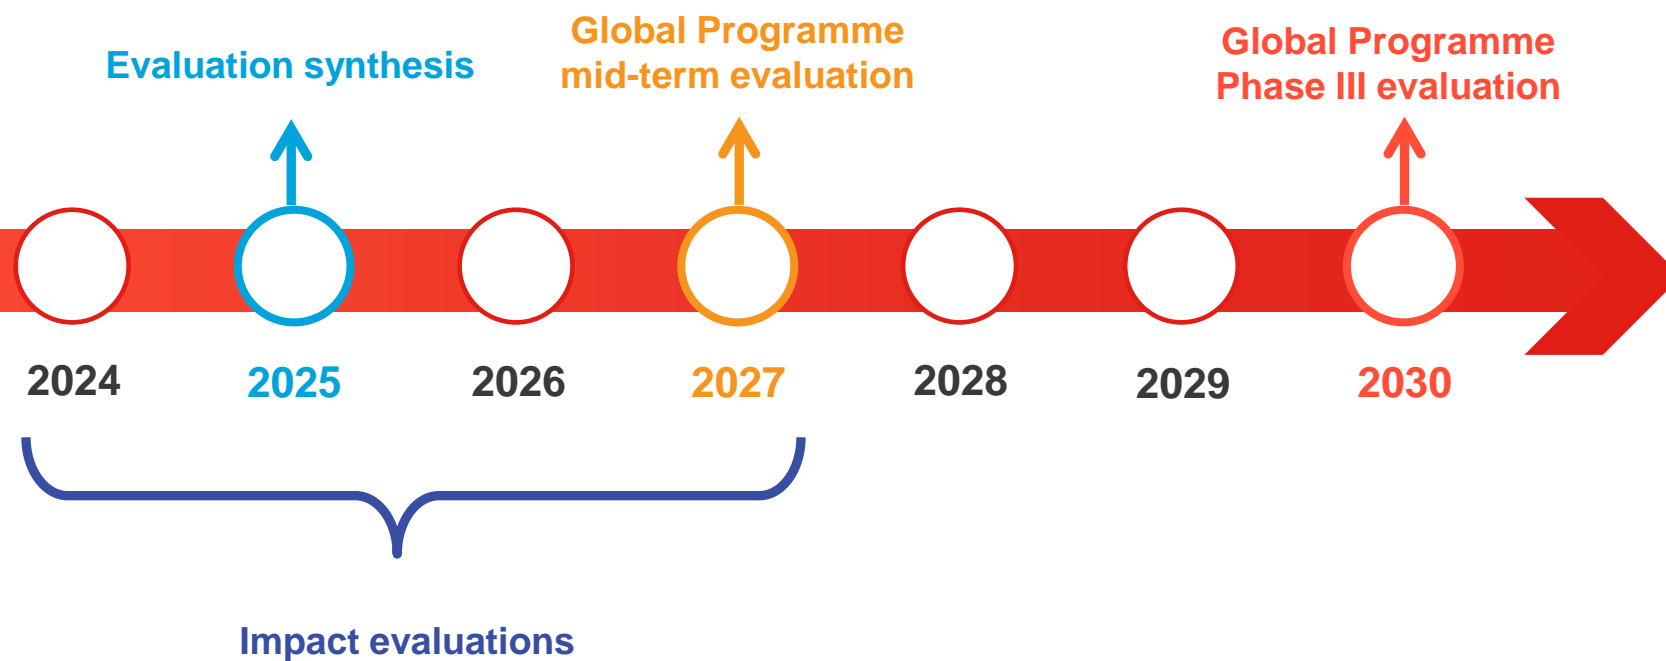 Evaluation synthesis
Global Programme
mid-term evaluation
Global Programme
Phase III evaluation
2024
2025
2026
2027
2028
2029
2030
Impact evaluations